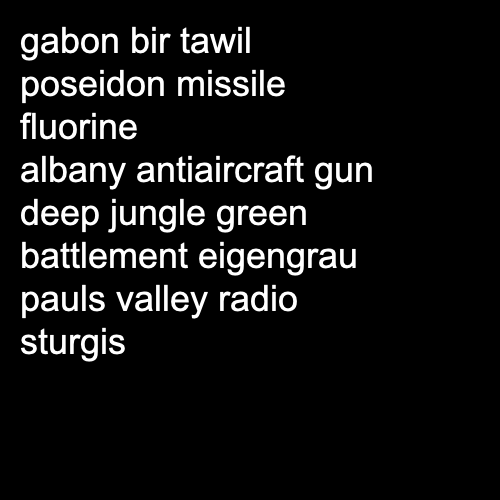 gabon bir tawil
poseidon missile
fluorine
albany antiaircraft gun
deep jungle green
battlement eigengrau
pauls valley radio
sturgis